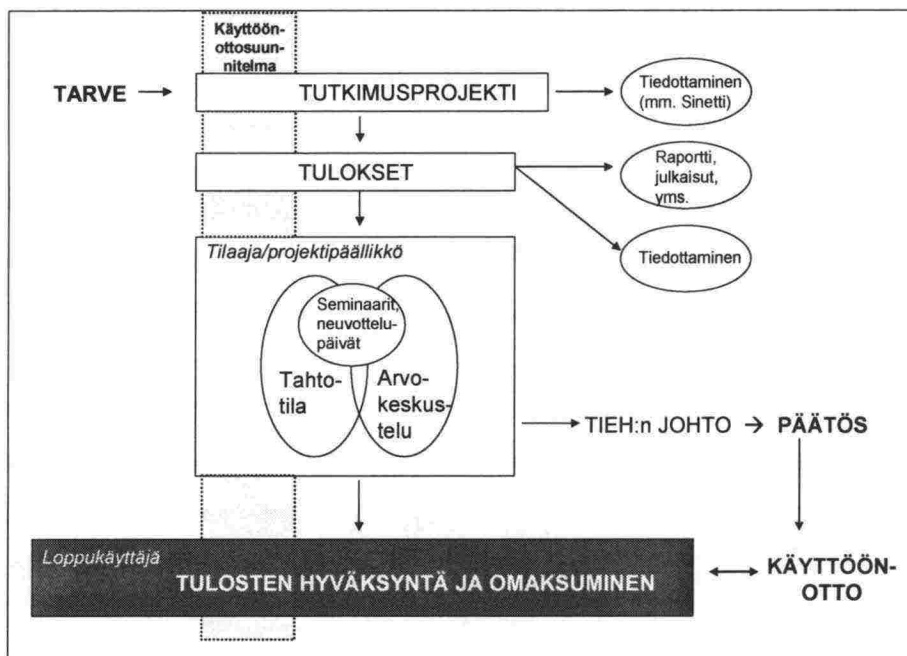 Käyttöön-
ottosuun-
nitelma
TARVE → TUTKIMUSPROJEKTI
Tiedottaminen
(mm. Sinetti)
TULOKSET
Raportti,
julkaisut,
yms.
Tiedottaminen
Tilaaja/projektipäällikkö
Seminaarit,
neuvottelu-
päivät
Tahto-
tila
Arvo-
keskus-
telu
TIEH:n JOHTO → PÄÄTÖS
Loppukäyttäjä
TULOSTEN HYVÄKSYNTÄ JA OMAKSUMINEN
KÄYTTÖÖN-
OTTO